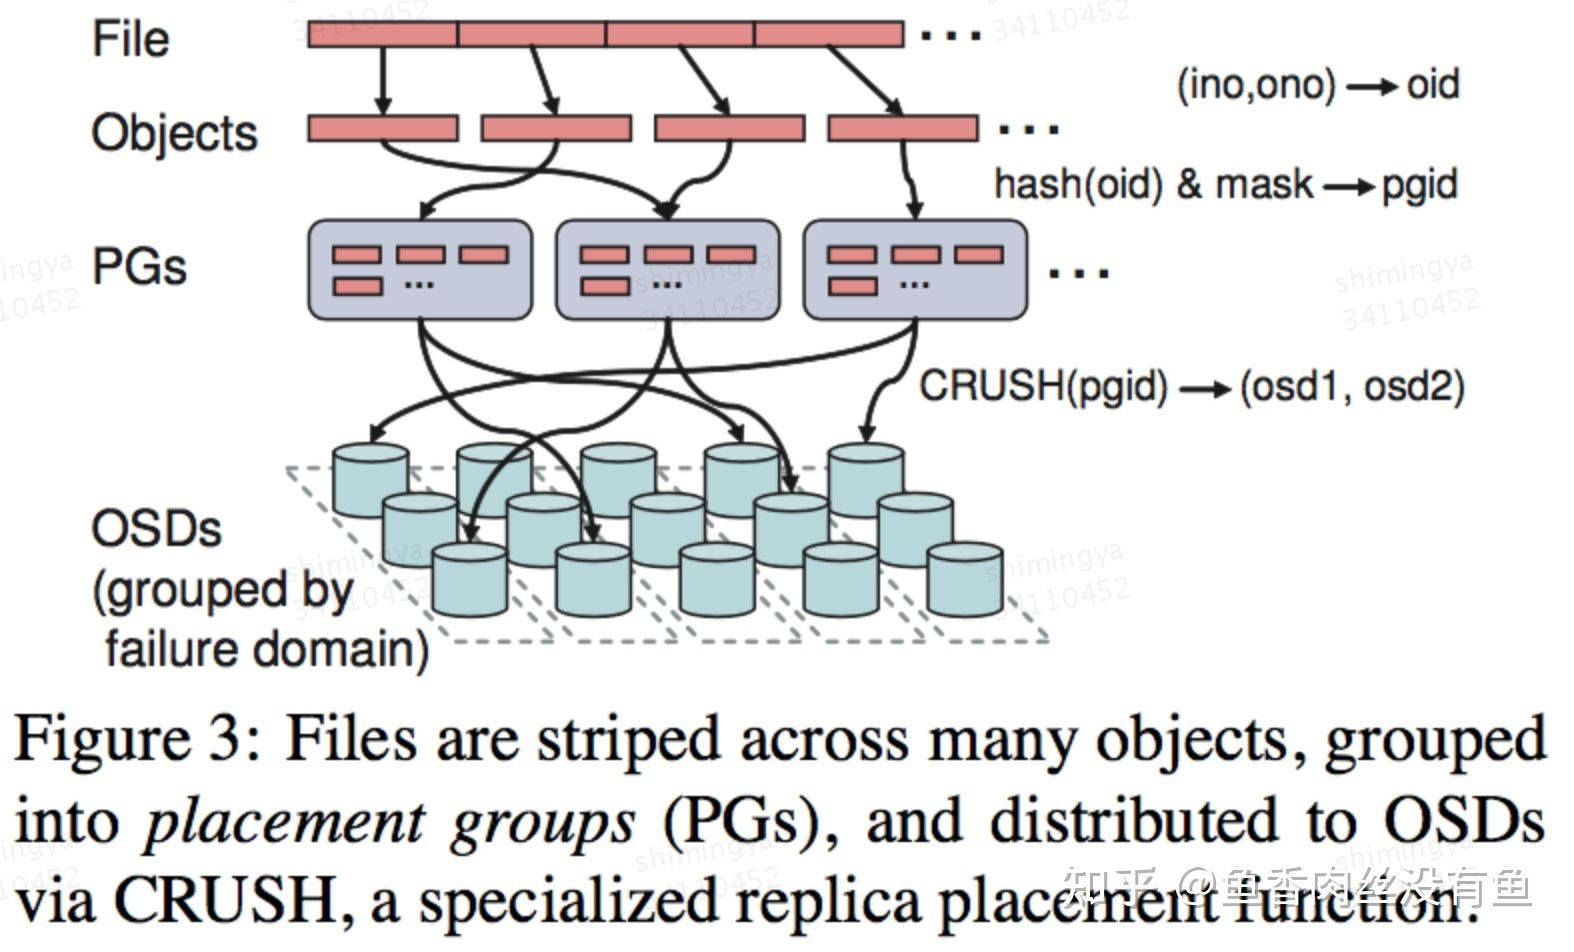 File
(ino,ono) → oid
Objects
hash(oid) & mask → pgid
PGs
CRUSH(pgid) → (osd1, osd2)
OSDs
(grouped by
failure domain)
Figure 3: Files are striped across many objects, grouped
into placement groups (PGs), and distributed to OSDs
via CRUSH, a specialized replica placement function.
知乎 @鱼香肉丝没有鱼
shimingya
34110452